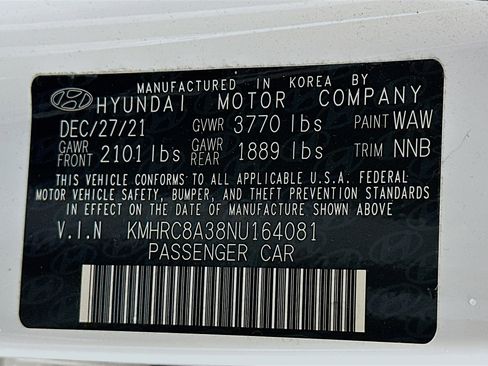 MANUFACTURED IN KOREA BY
HYUNDAI MOTOR COMPANY
DEC/27/21 GVWR 3770 lbs PAINT WAW
GAWR FRONT 2101 lbs GAWR REAR 1889 lbs TRIM NNB
THIS VEHICLE CONFORMS TO ALL APPLICABLE U.S.A. FEDERAL
MOTOR VEHICLE SAFETY, BUMPER, AND THEFT PREVENTION STANDARDS
IN EFFECT ON THE DATE OF MANUFACTURE SHOWN ABOVE
V.I.N KMHRC8A38NU164081
PASSENGER CAR